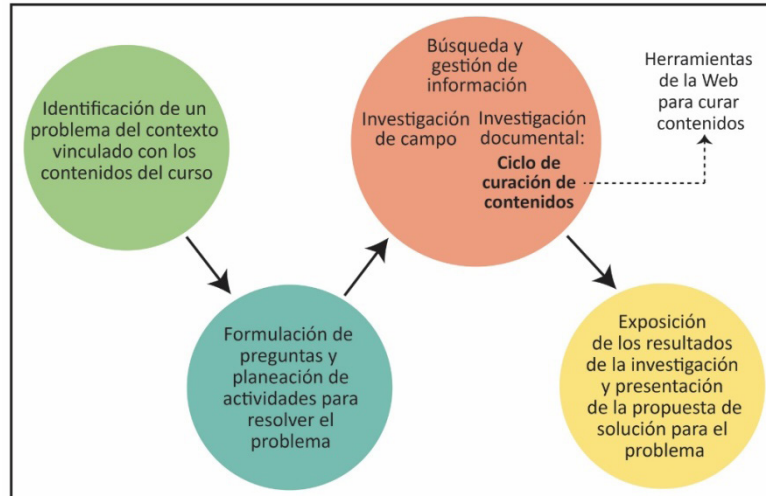 Identificación de un
problema del contexto
vinculado con los
contenidos del curso
Formulación de
preguntas y
planeación de
actividades para
resolver el
problema
Búsqueda y
gestión de
información
Investigación
de campo
Investigación
documental:
Ciclo de
curación de
contenidos
Herramientas
de la Web
para curar
contenidos
Exposición
de los resultados
de la investigación
y presentación
de la propuesta de
solución para el
problema